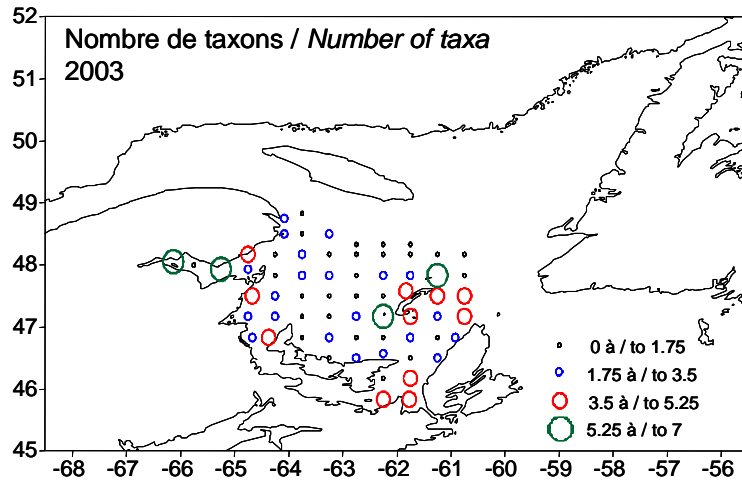 Nombre de taxons / Number of taxa
2003
52
51
50
49
48
47
46
45
0 à / to 1.75
1.75 à / to 3.5
3.5 à / to 5.25
5.25 à / to 7
-68 -67 -66 -65 -64 -63 -62 -61 -60 -59 -58 -57 -56